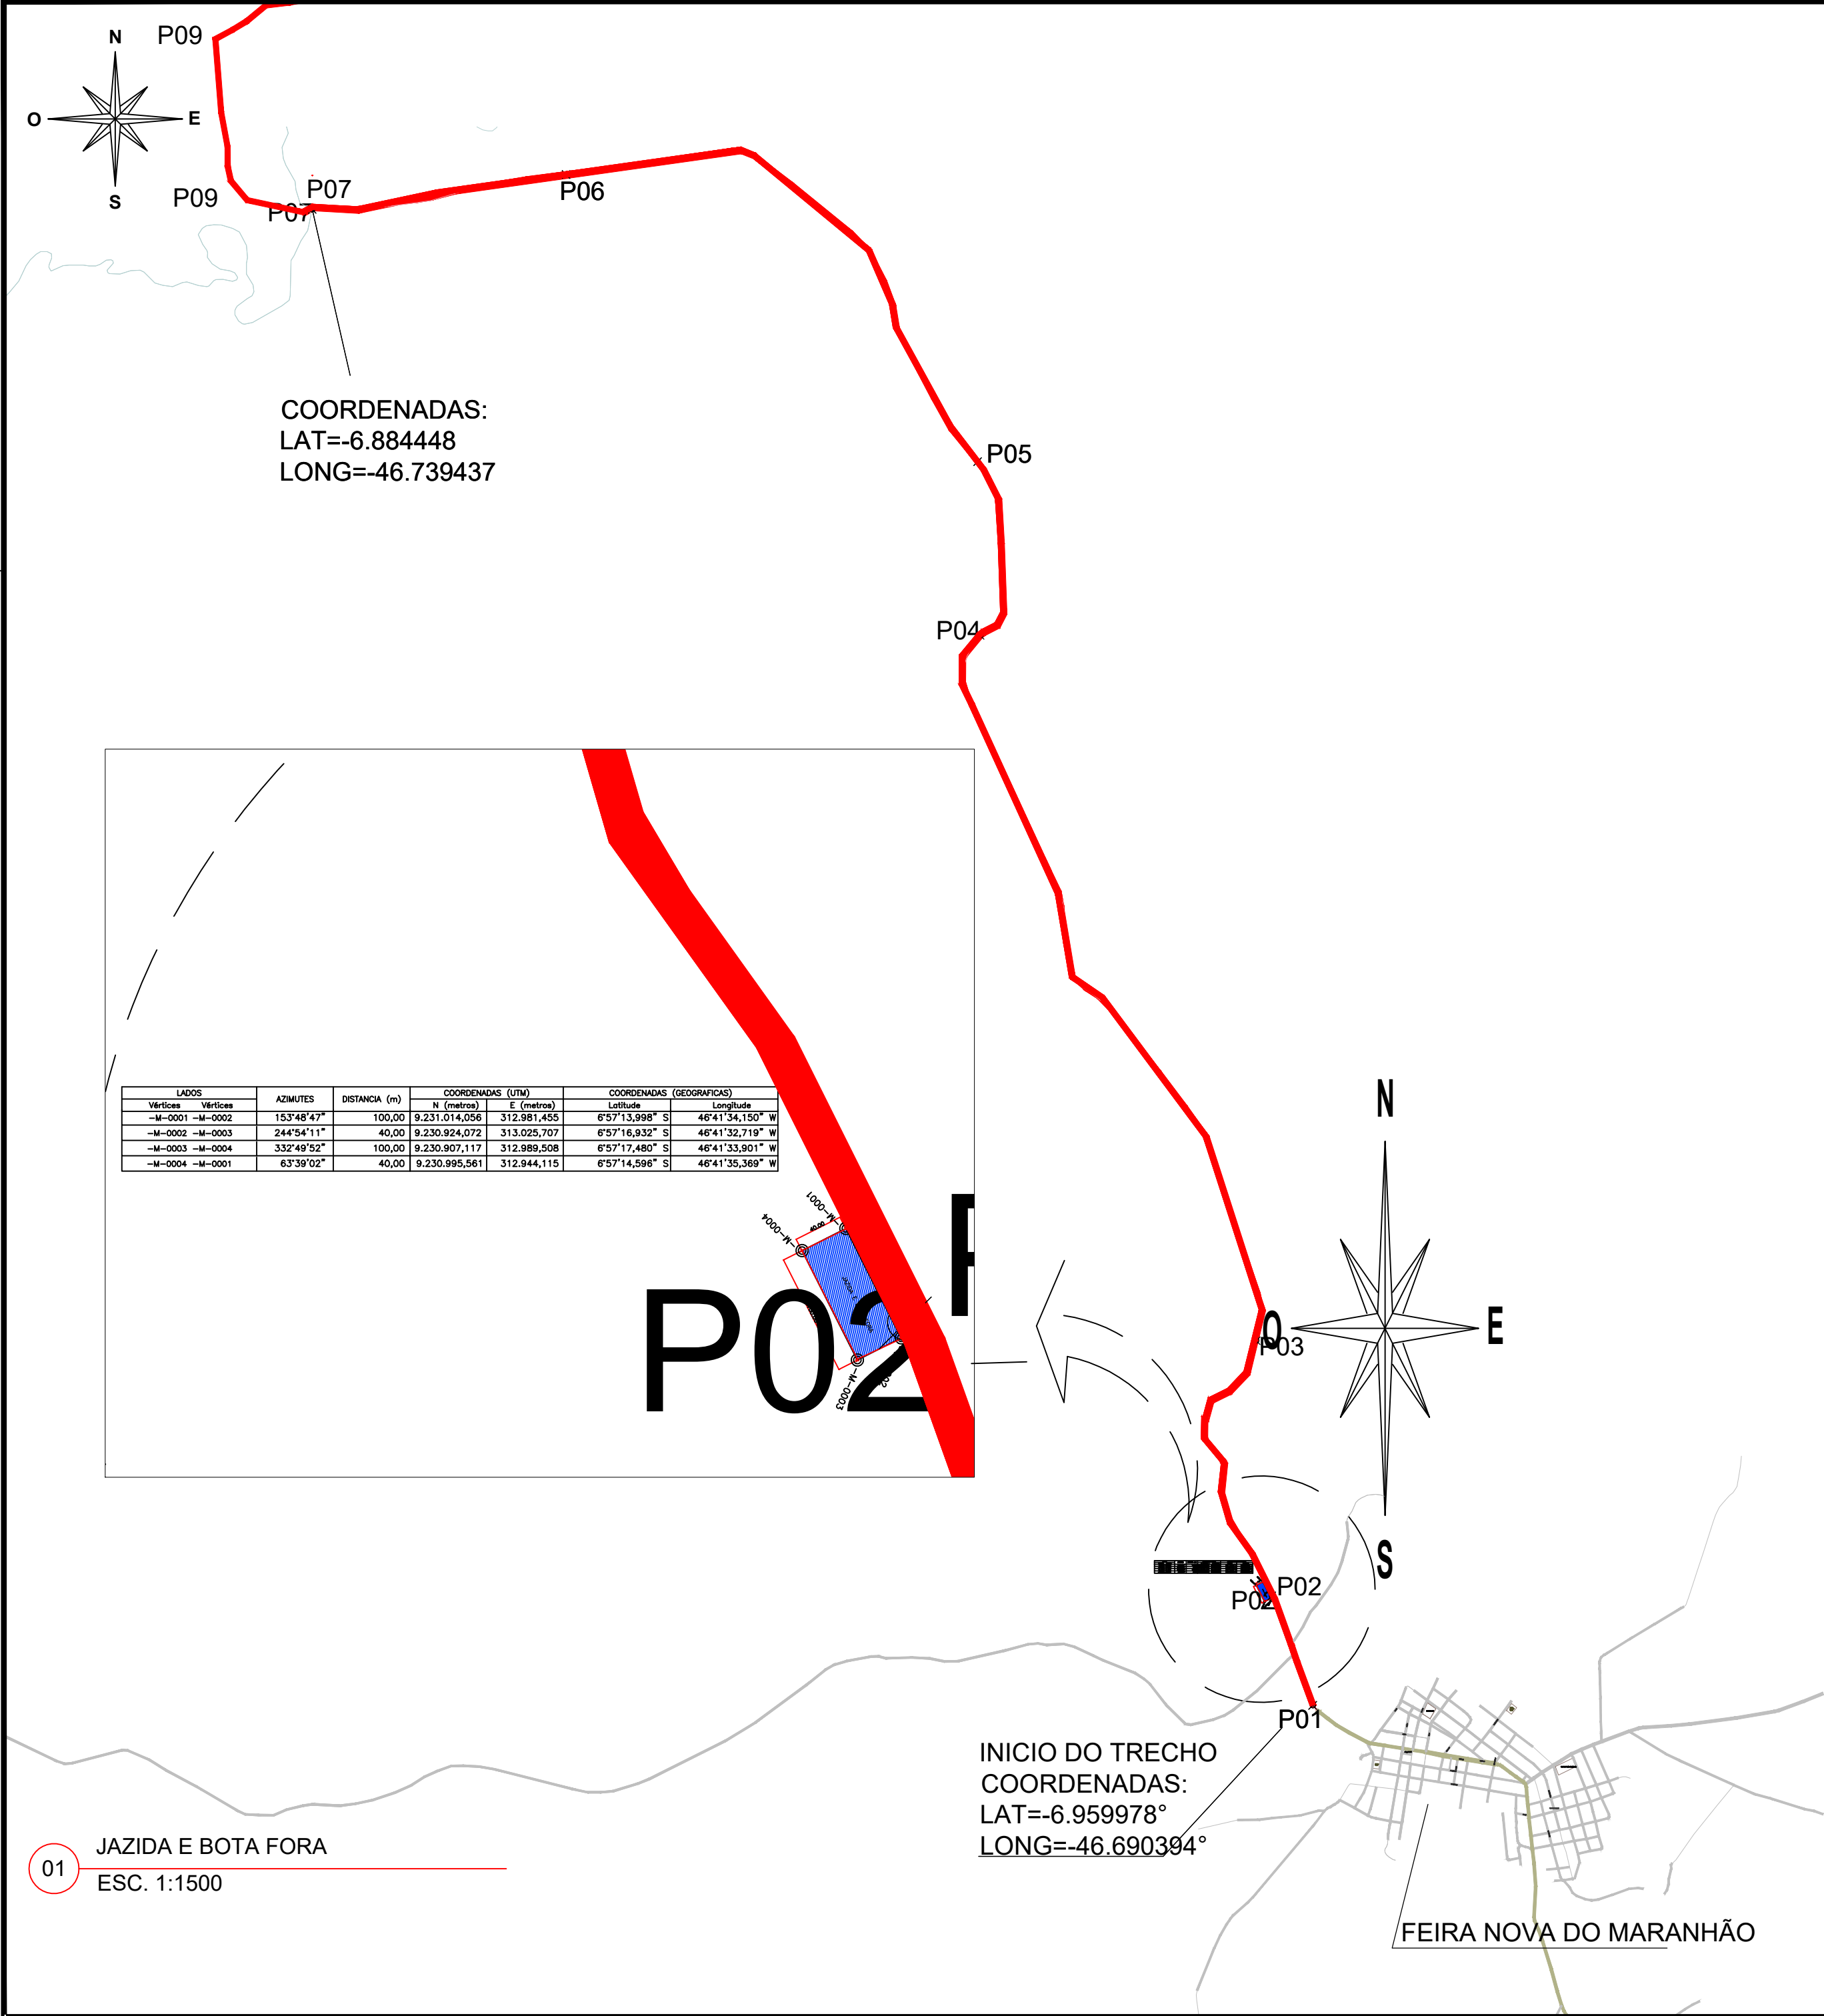 N
P09
O
E
S
P09
P07
P07
P06
COORDENADAS:
LAT=-6.884448
LONG=-46.739437
P05
P04
LADOS AZIMUTES DISTANCIA (m) COORDENADAS (UTM) COORDENADAS (GEOGRAFICAS)
Vértices Vértices N (metros) E (metros) Latitude Longitude
-M-0001 -M-0002 153°48'47" 100,00 9.231.014,056 312.981,455 6°57'13,998" S 46°41'34,150" W
-M-0002 -M-0003 244°54'11" 40,00 9.230.924,072 313.025,707 6°57'16,932" S 46°41'32,719" W
-M-0003 -M-0004 332°49'52" 100,00 9.230.907,117 312.989,508 6°57'17,480" S 46°41'33,901" W
-M-0004 -M-0001 63°39'02" 40,00 9.230.995,561 312.944,115 6°57'14,596" S 46°41'35,369" W
-M-0001
-M-0004
-M-0003
P02
N
O
E
S
P03
P02
P02
P01
INICIO DO TRECHO
COORDENADAS:
LAT=-6.959978°
LONG=-46.690394°
FEIRA NOVA DO MARANHÃO
01
JAZIDA E BOTA FORA
ESC. 1:1500